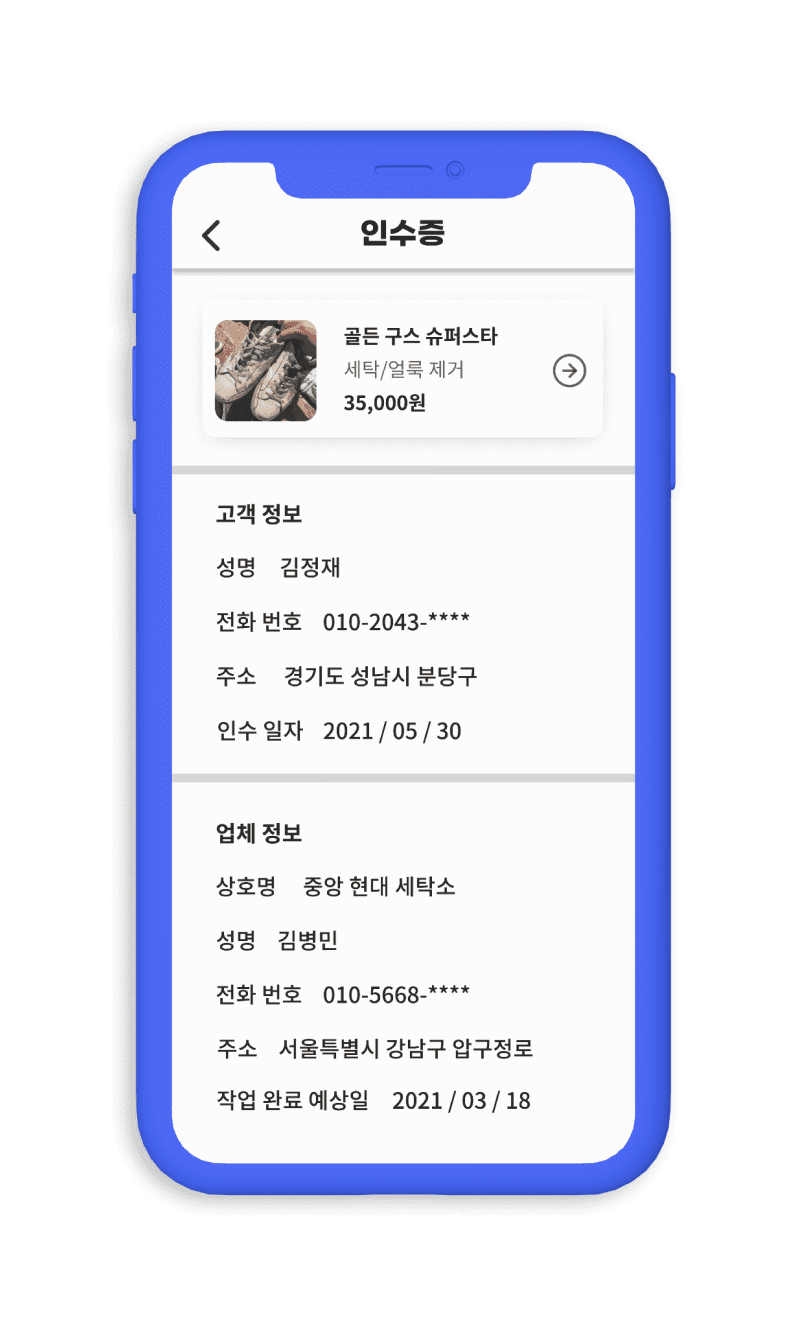 인수증
골든 구스 슈퍼스타
세탁/얼룩 제거
35,000원
고객 정보
성명 김정재
전화 번호 010-2043-****
주소 경기도 성남시 분당구
인수 일자 2021 / 05 / 30
업체 정보
상호명 중앙 현대 세탁소
성명 김병민
전화 번호 010-5668-****
주소 서울특별시 강남구 압구정로
작업 완료 예상일 2021 / 03 / 18